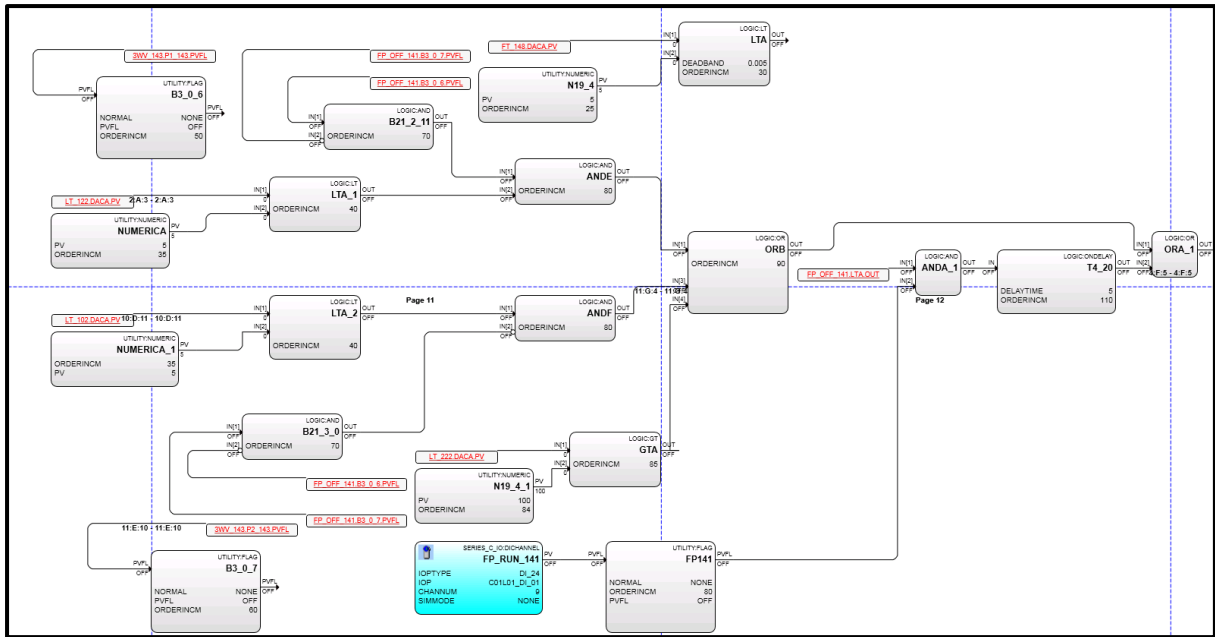 3WV_143.P1_143.PVFL
UTILITY:FLAG
B3_0_6
PVFL
OFF
PVFL
OFF
NORMAL NONE
PVFL OFF
ORDERINCM 50
FP_OFF_141.B3_0_7.PVFL
FP_OFF_141.B3_0_6.PVFL
LOGIC:AND
B21_2_11
IN[1]
OFF
IN[2]
OFF
OUT
OFF
ORDERINCM 70
FT_148.DACA.PV
UTILITY:NUMERIC
N19_4
PV
5
PV 5
ORDERINCM 25
LOGIC:LT
LTA
IN[1]
0
IN[2]
0
OUT
OFF
DEADBAND 0.005
ORDERINCM 30
LT_122.DACA.PV
2:A:3 - 2:A:3
UTILITY:NUMERIC
NUMERICA
PV
5
PV 5
ORDERINCM 35
LOGIC:LT
LTA_1
IN[1]
0
IN[2]
0
OUT
OFF
ORDERINCM 40
LOGIC:AND
ANDE
IN[1]
OFF
IN[2]
OFF
OUT
OFF
ORDERINCM 80
LOGIC:OR
ORB
IN[1]
OFF
IN[3]
OFF
IN[4]
OFF
OUT
OFF
ORDERINCM 90
FP_OFF_141.LTA.OUT
LOGIC:AND
ANDA_1
IN[1]
OFF
IN[2]
OFF
OUT
OFF
Page 12
LOGIC:ONDELAY
T4_20
IN
OFF
OUT
OFF
DELAYTIME 5
ORDERINCM 110
LOGIC:OR
ORA_1
IN[1]
OFF
IN[2]
OFF
OUT
OFF
F:5 - 4:F:5
LT_102.DACA.PV
10:D:11 - 10:D:11
UTILITY:NUMERIC
NUMERICA_1
PV
5
ORDERINCM 35
PV 5
LOGIC:LT
LTA_2
IN[1]
0
IN[2]
0
OUT
OFF
ORDERINCM 40
Page 11
LOGIC:AND
ANDF
IN[1]
OFF
IN[2]
OFF
OUT
OFF
ORDERINCM 80
11:G:4 - 11:G:
LOGIC:AND
B21_3_0
IN[1]
OFF
IN[2]
OFF
OUT
OFF
ORDERINCM 70
FP_OFF_141.B3_0_6.PVFL
FP_OFF_141.B3_0_7.PVFL
LT_222.DACA.PV
UTILITY:NUMERIC
N19_4_1
PV
100
PV 100
ORDERINCM 84
LOGIC:GT
GTA
IN[1]
0
IN[2]
0
OUT
OFF
ORDERINCM 85
11:E:10 - 11:E:10
3WV_143.P2_143.PVFL
UTILITY:FLAG
B3_0_7
PVFL
OFF
PVFL
OFF
NORMAL NONE
PVFL OFF
ORDERINCM 60
SERIES_C_IO:DICHANNEL
FP_RUN_141
PV
OFF
IOPTYPE DI_24
IOP C01L01_DI_01
CHANNUM 9
SIMMODE NONE
UTILITY:FLAG
FP141
PVFL
OFF
PVFL
OFF
NORMAL NONE
ORDERINCM 80
PVFL OFF